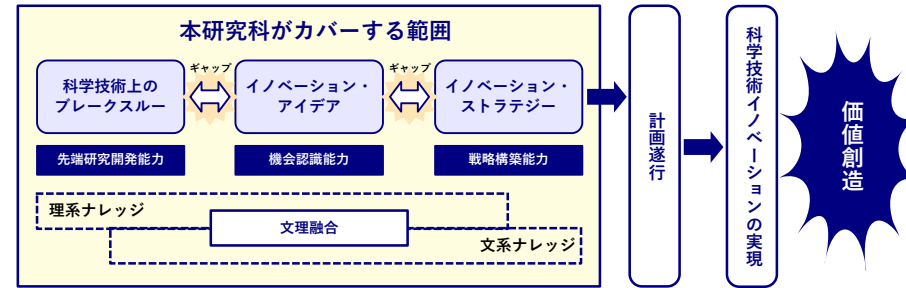 本研究科がカバーする範囲
科学技術上の
ブレークスルー
ギャップ
イノベーション・
アイデア
ギャップ
イノベーション・
ストラテジー
先端研究開発能力
機会認識能力
戦略構築能力
理系ナレッジ
文理融合
文系ナレッジ
計画遂行
科学技術イノベーションの実現
価値創造